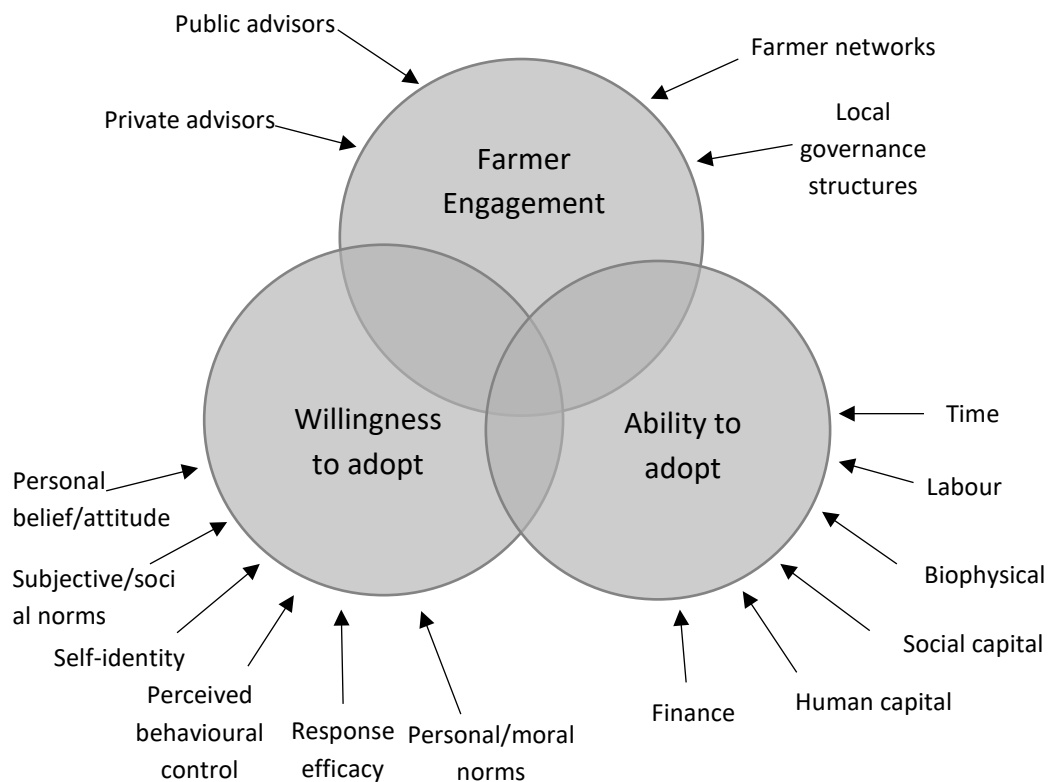 Public advisors
Farmer networks
Private advisors
Local
governance
structures
Farmer
Engagement
Willingness
to adopt
Ability to
adopt
Time
Labour
Biophysical
Social capital
Human capital
Finance
Personal
belief/attitude
Subjective/soci
al norms
Self-identity
Perceived
behavioural
control
Response
efficacy
Personal/moral
norms